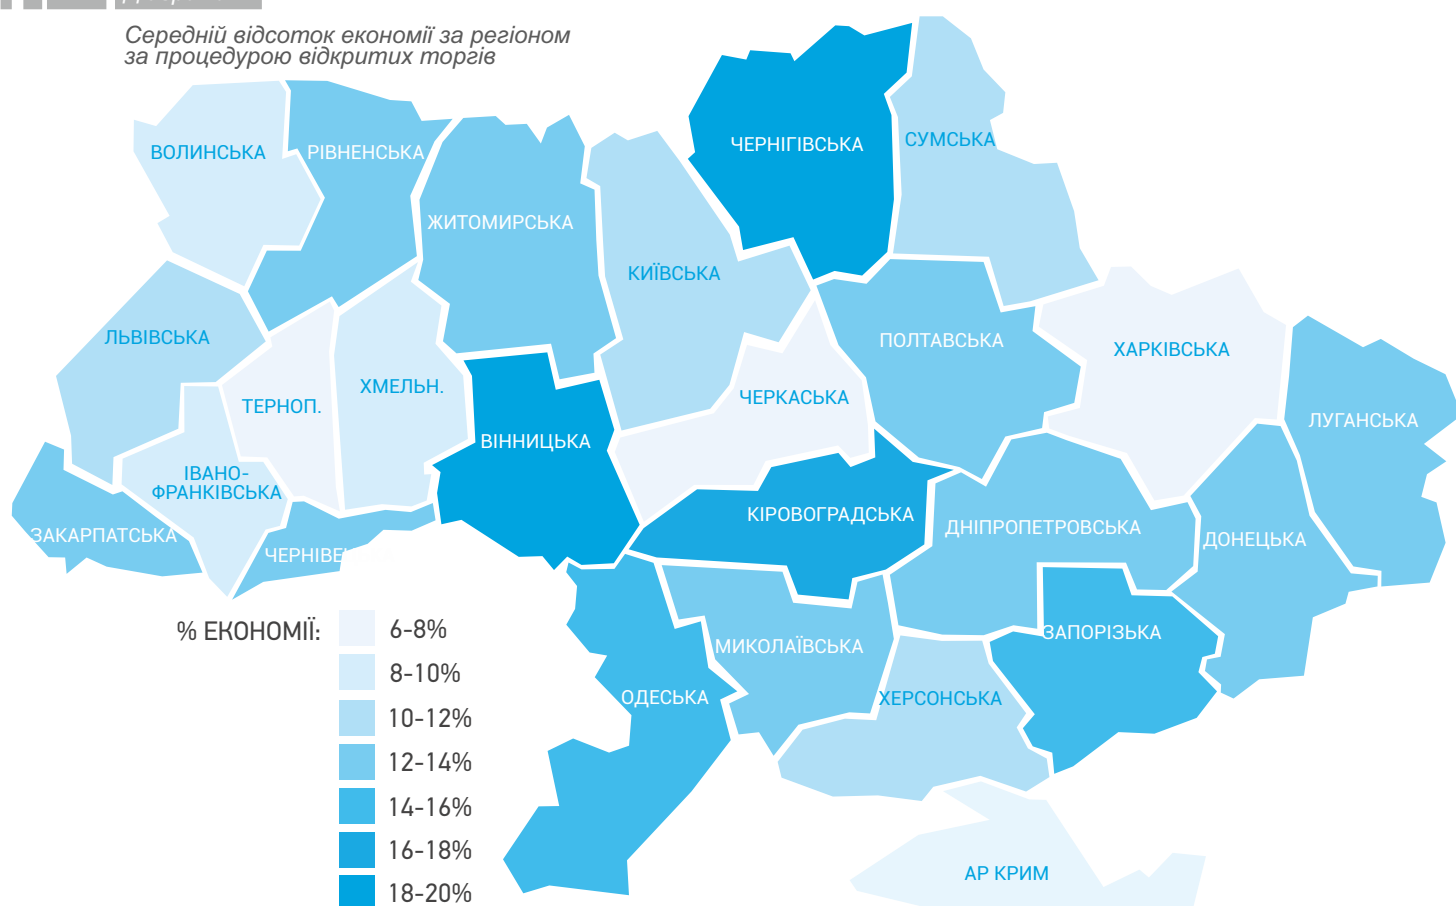 Середній відсоток економії за регіоном
за процедурою відкритих торгів
ВОЛИНСЬКА
РІВНЕНСЬКА
ЖИТОМИРСЬКА
КИЇВСЬКА
ЧЕРНІГІВСЬКА
СУМСЬКА
ЛЬВІВСЬКА
ТЕРНОП.
ХМЕЛЬН.
ВІННИЦЬКА
ЧЕРКАСЬКА
ПОЛТАВСЬКА
ХАРКІВСЬКА
ЛУГАНСЬКА
ІВАНО-
ФРАНКІВСЬКА
ЗАКАРПАТСЬКА
ЧЕРНІВЕ
КІРОВОГРАДСЬКА
ДНІПРОПЕТРОВСЬКА
ДОНЕЦЬКА
ЗАПОРІЗЬКА
МИКОЛАЇВСЬКА
ОДЕСЬКА
ХЕРСОНСЬКА
АР КРИМ
% ЕКОНОМІЇ:
6-8%
8-10%
10-12%
12-14%
14-16%
16-18%
18-20%